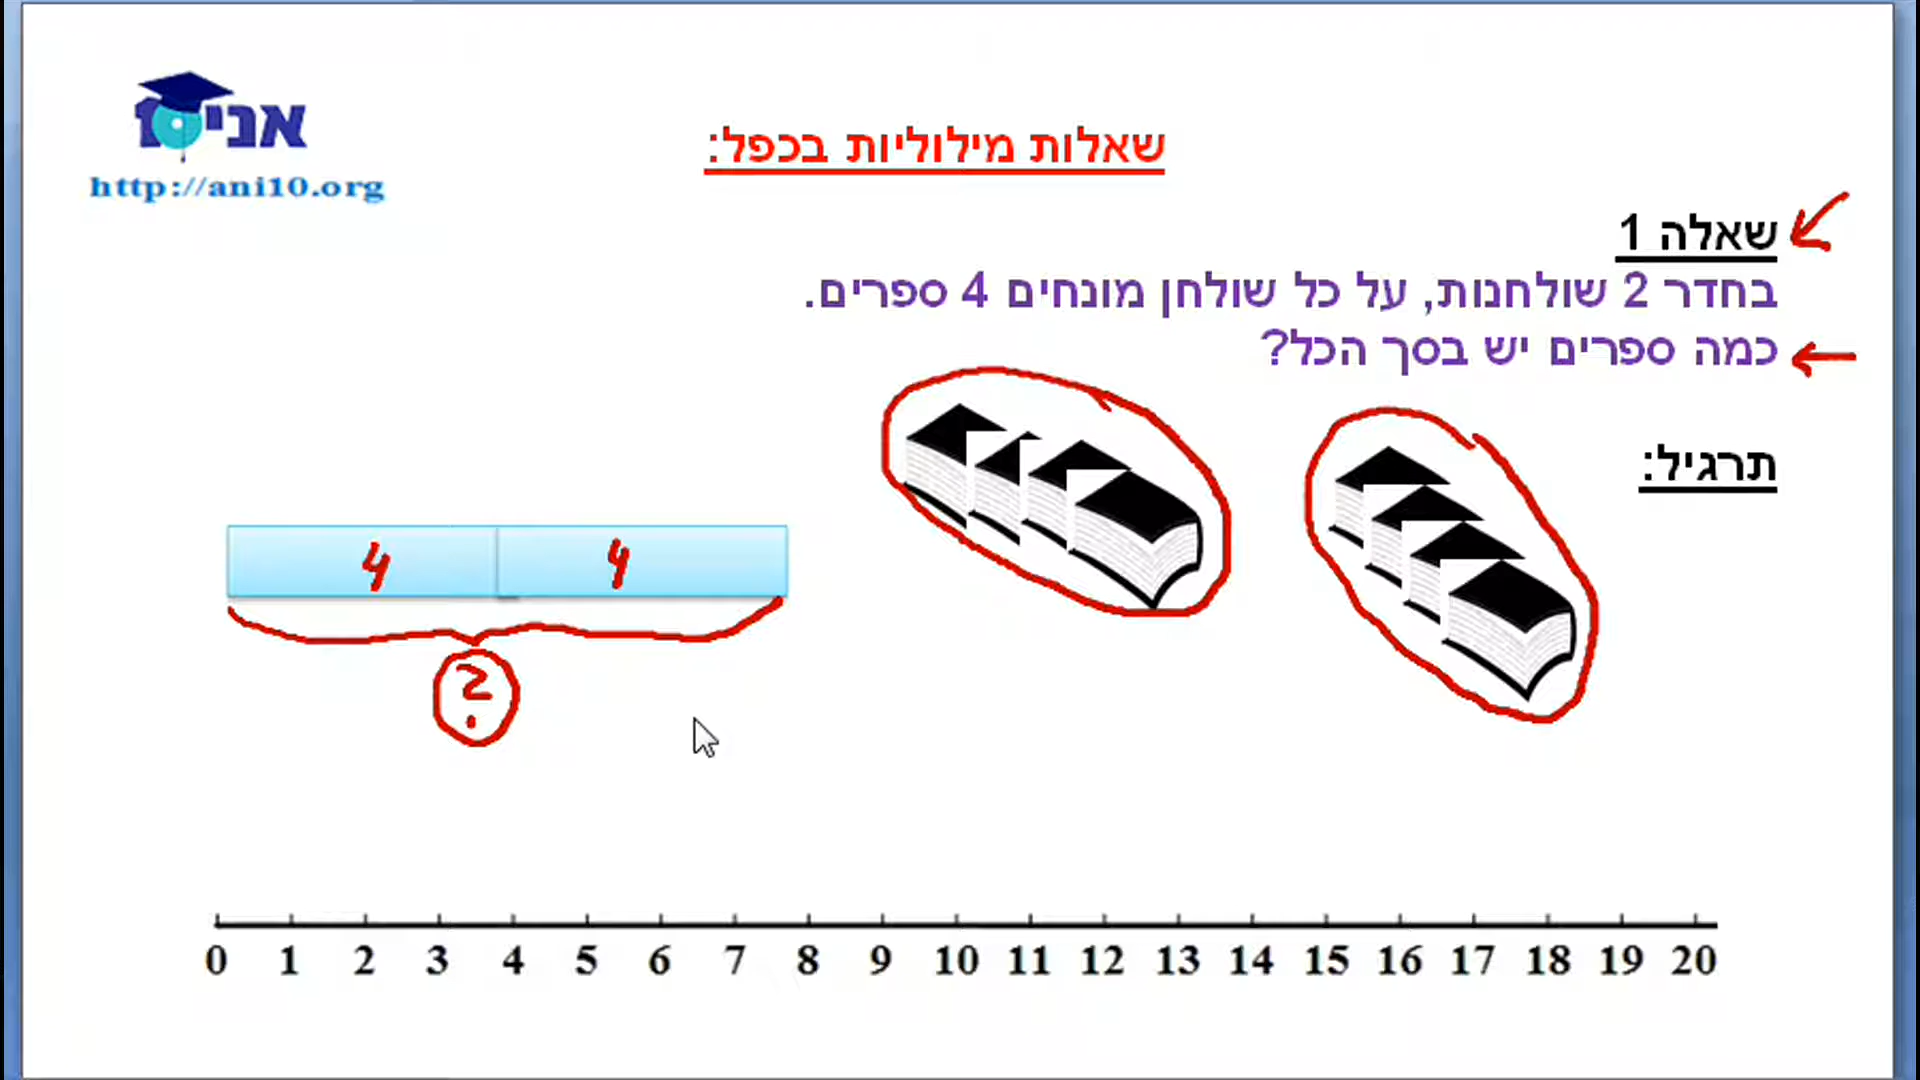 אני10
http://ani10.org
שאלות מילוליות בכפל:
שאלה 1
בחדר 2 שולחנות, על כל שולחן מונחים 4 ספרים.
כמה ספרים יש בסך הכל?
תרגיל:
4 4
?
0 1 2 3 4 5 6 7 8 9 10 11 12 13 14 15 16 17 18 19 20